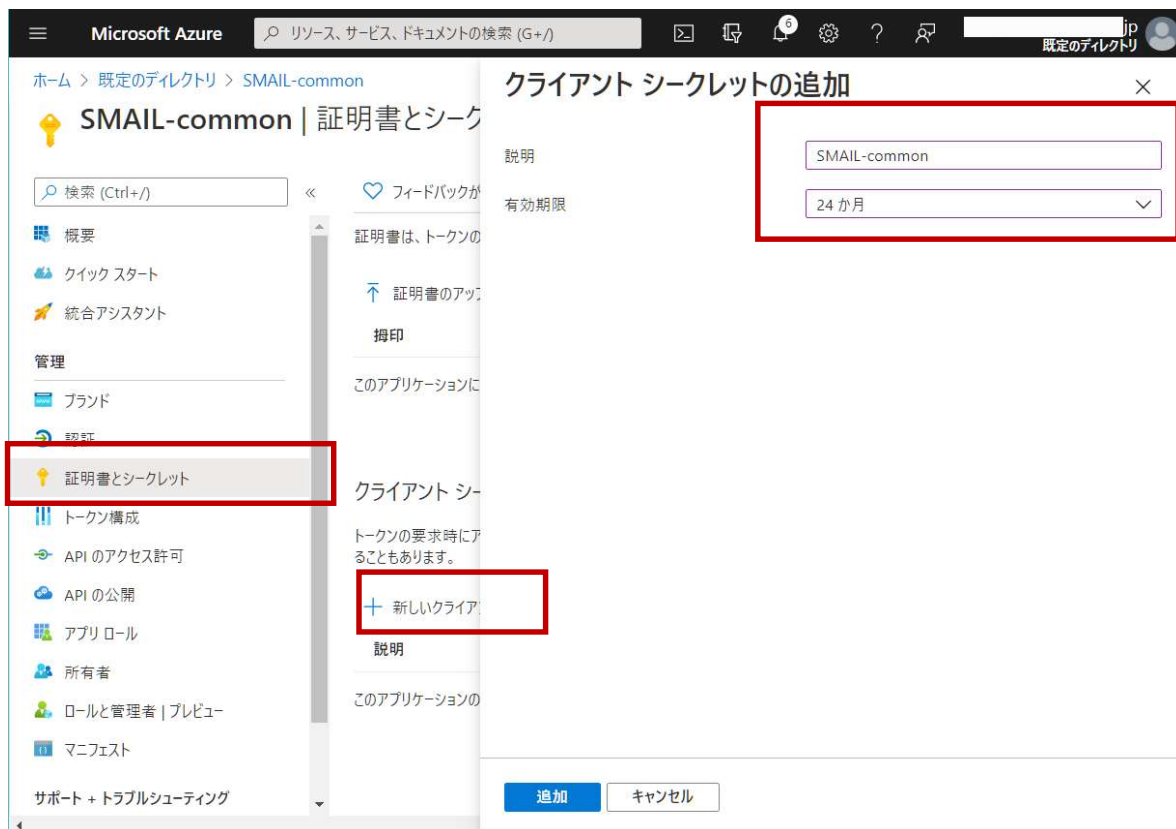 Microsoft Azure
リソース、サービス、ドキュメントの検索 (G+/)
6
jp
既定のディレクトリ
ホーム > 既定のディレクトリ > SMAIL-common
SMAIL-common | 証明書とシーク
検索 (Ctrl+/)
概要
クイック スタート
統合アシスタント
管理
ブランド
認証
証明書とシークレット
トークン構成
API のアクセス許可
API の公開
アプリ ロール
所有者
ロールと管理者 | プレビュー
マニフェスト
サポート + トラブルシューティング
フィードバックが
証明書は、トークンの
証明書のアップ
拇印
このアプリケーションに
クライアント シー
トークンの要求時にア
ることもあります。
新しいクライア
説明
このアプリケーションの
クライアント シークレットの追加
説明
SMAIL-common
有効期限
24 か月
追加
キャンセル